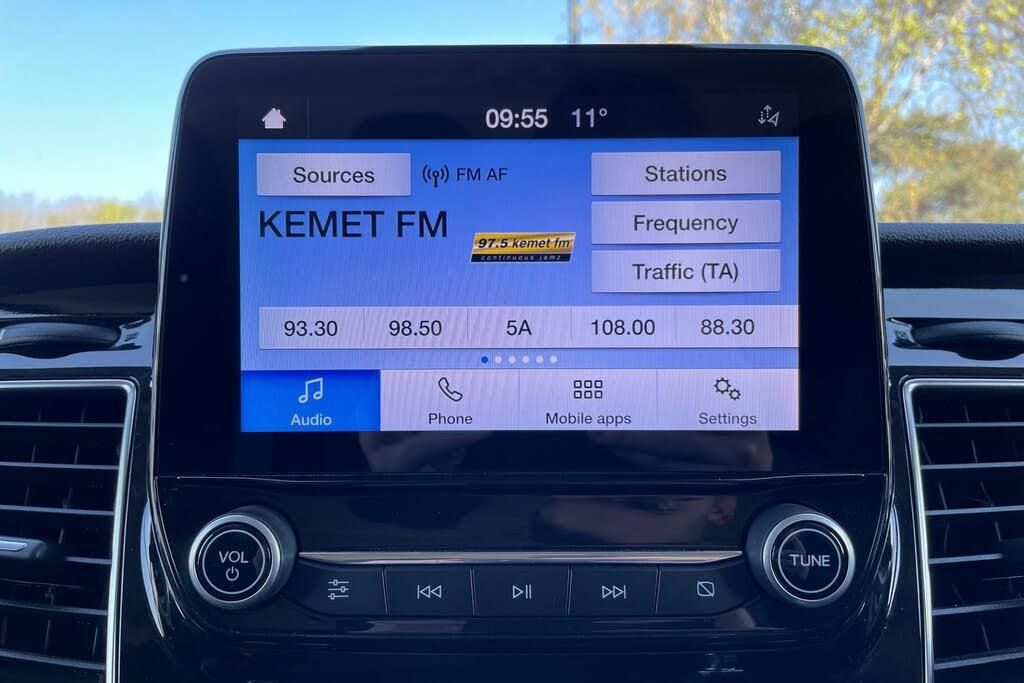 09:55 11°
Sources FM AF Stations
KEMET FM
97.5 kemet fm
continuous jamz
Frequency
Traffic (TA)
93.30 98.50 5A 108.00 88.30
Audio Phone Mobile apps Settings
VOL TUNE